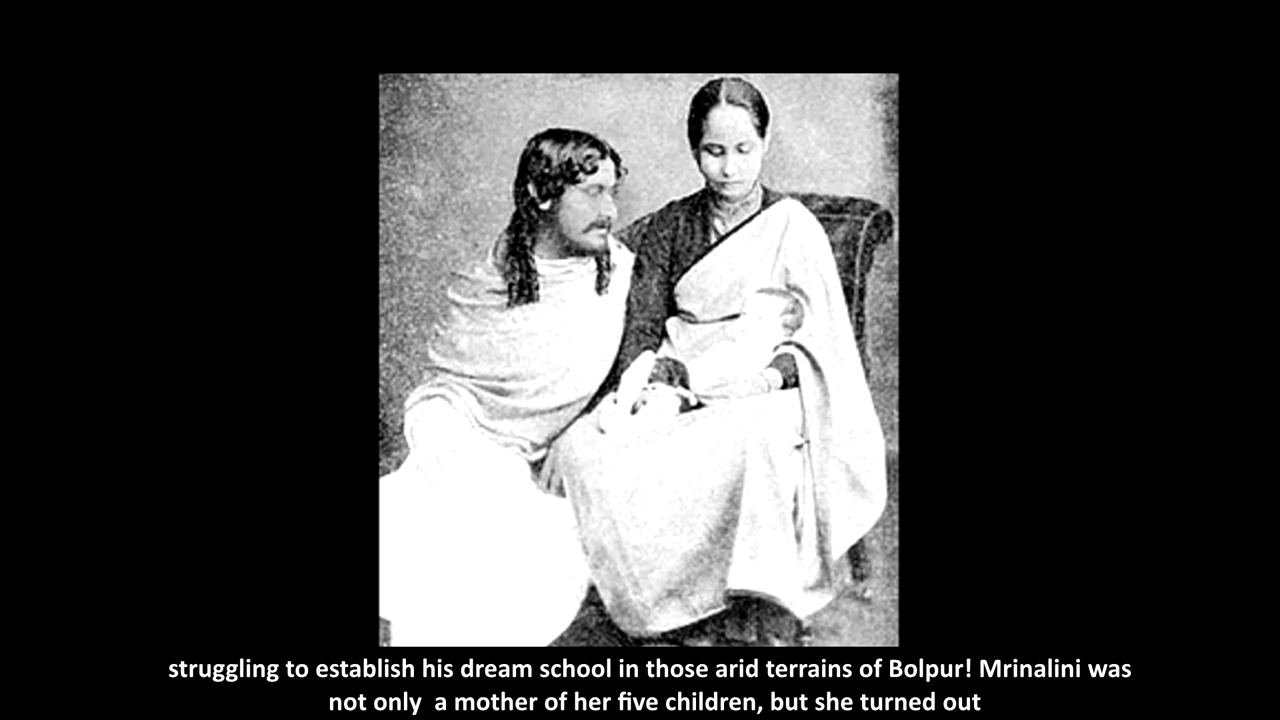 struggling to establish his dream school in those arid terrains of Bolpur! Mrinalini was
not only  a mother of her five children, but she turned out